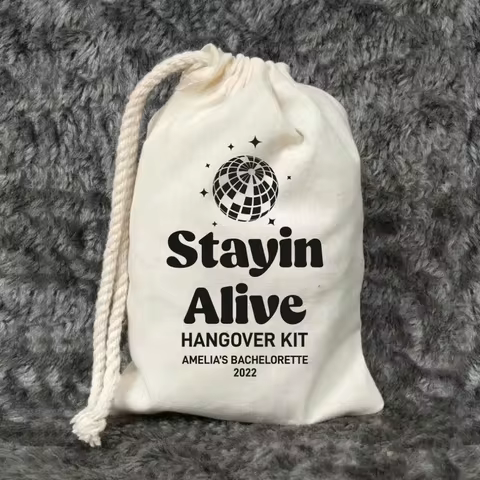 Stayin
Alive
HANGOVER KIT
AMELIA'S BACHELORETTE
2022